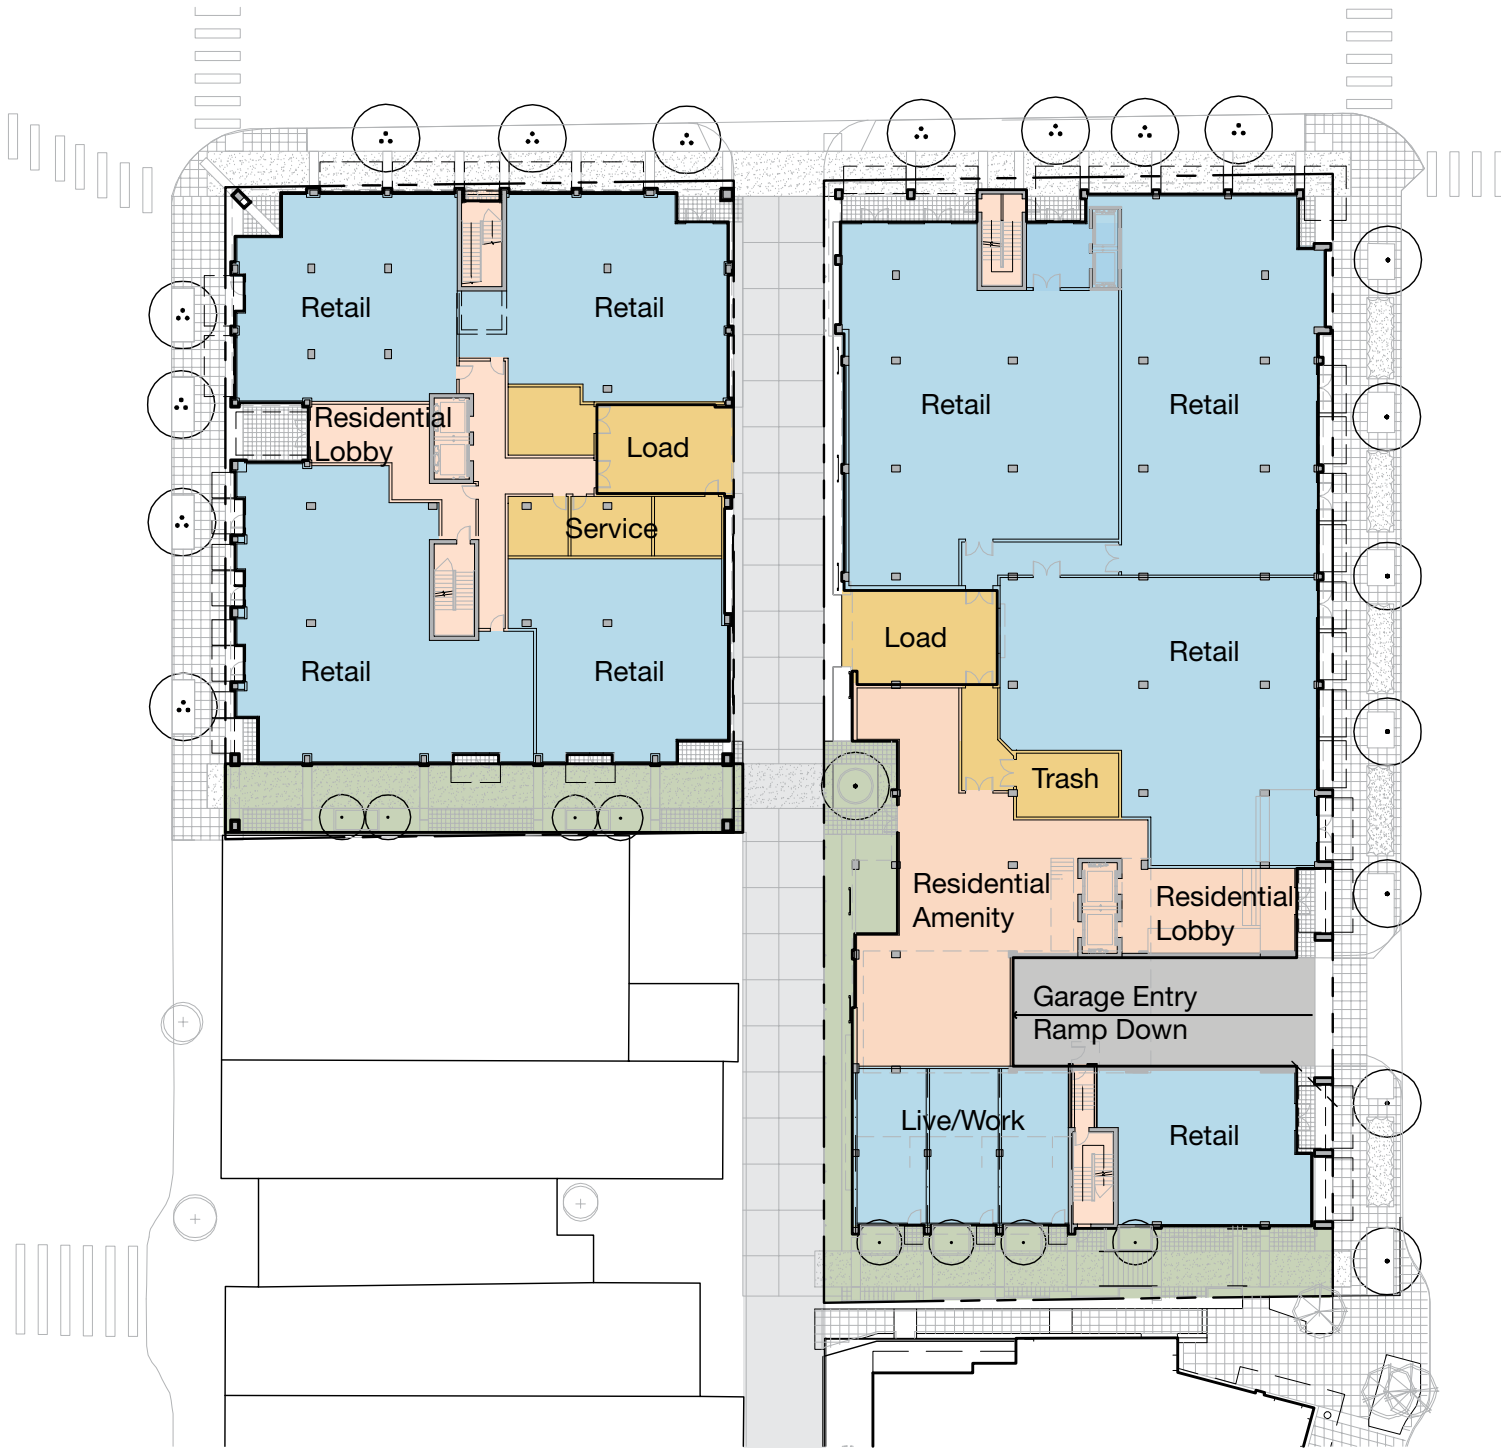 Retail
Retail
Residential
Lobby
Load
Service
Retail
Retail
Retail
Retail
Load
Retail
Trash
Residential
Amenity
Residential
Lobby
Garage Entry
Ramp Down
Live/Work
Retail